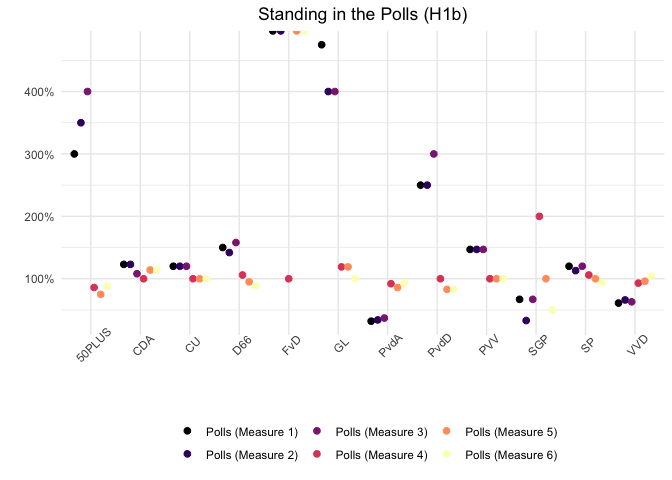 Standing in the Polls (H1b)
400%
300%
200%
100%
50PLUS CDA CU D66 FvD GL PvdA PvdD PVV SGP SP VVD
Polls (Measure 1) Polls (Measure 3) Polls (Measure 5)
Polls (Measure 2) Polls (Measure 4) Polls (Measure 6)